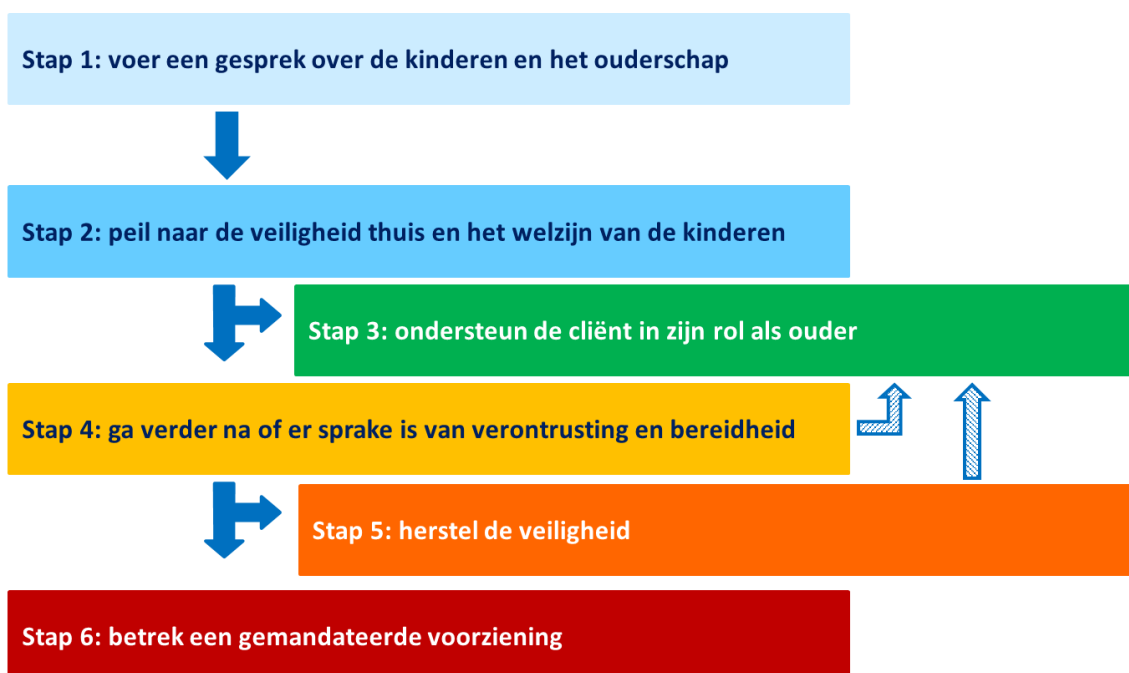 Stap 1: voer een gesprek over de kinderen en het ouderschap
Stap 2: peil naar de veiligheid thuis en het welzijn van de kinderen
Stap 3: ondersteun de cliënt in zijn rol als ouder
Stap 4: ga verder na of er sprake is van verontrusting en bereidheid
Stap 5: herstel de veiligheid
Stap 6: betrek een gemandateerde voorziening